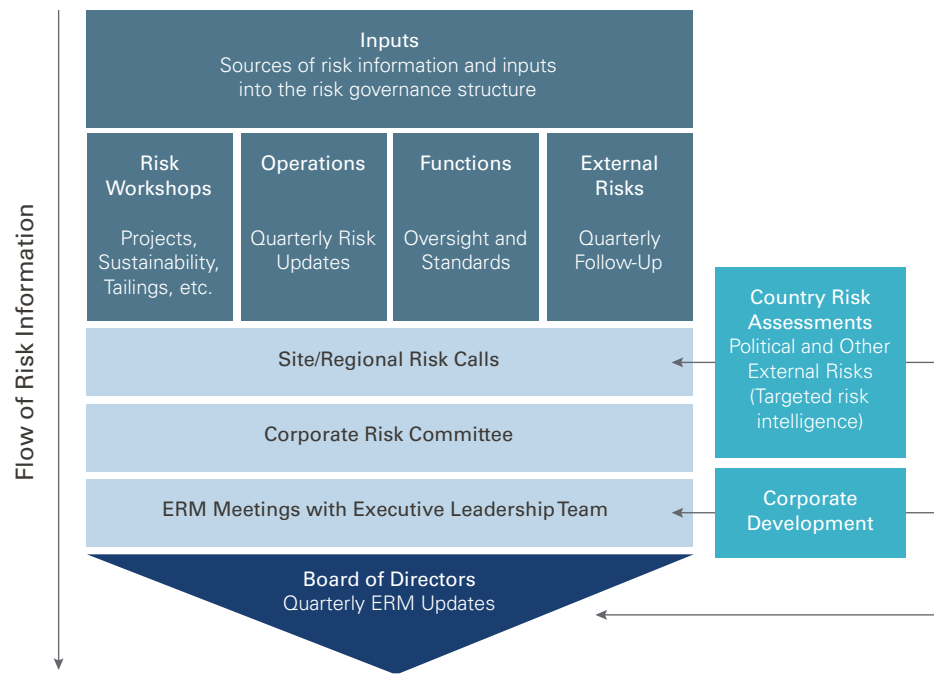 Flow of Risk Information
Inputs
Sources of risk information and inputs
into the risk governance structure
Risk
Workshops
Projects,
Sustainability,
Tailings, etc.
Operations
Quarterly Risk
Updates
Functions
Oversight and
Standards
External
Risks
Quarterly
Follow-Up
Country Risk
Assessments
Political and Other
External Risks
(Targeted risk
intelligence)
Site/Regional Risk Calls
Corporate Risk Committee
ERM Meetings with Executive Leadership Team
Corporate
Development
Board of Directors
Quarterly ERM Updates